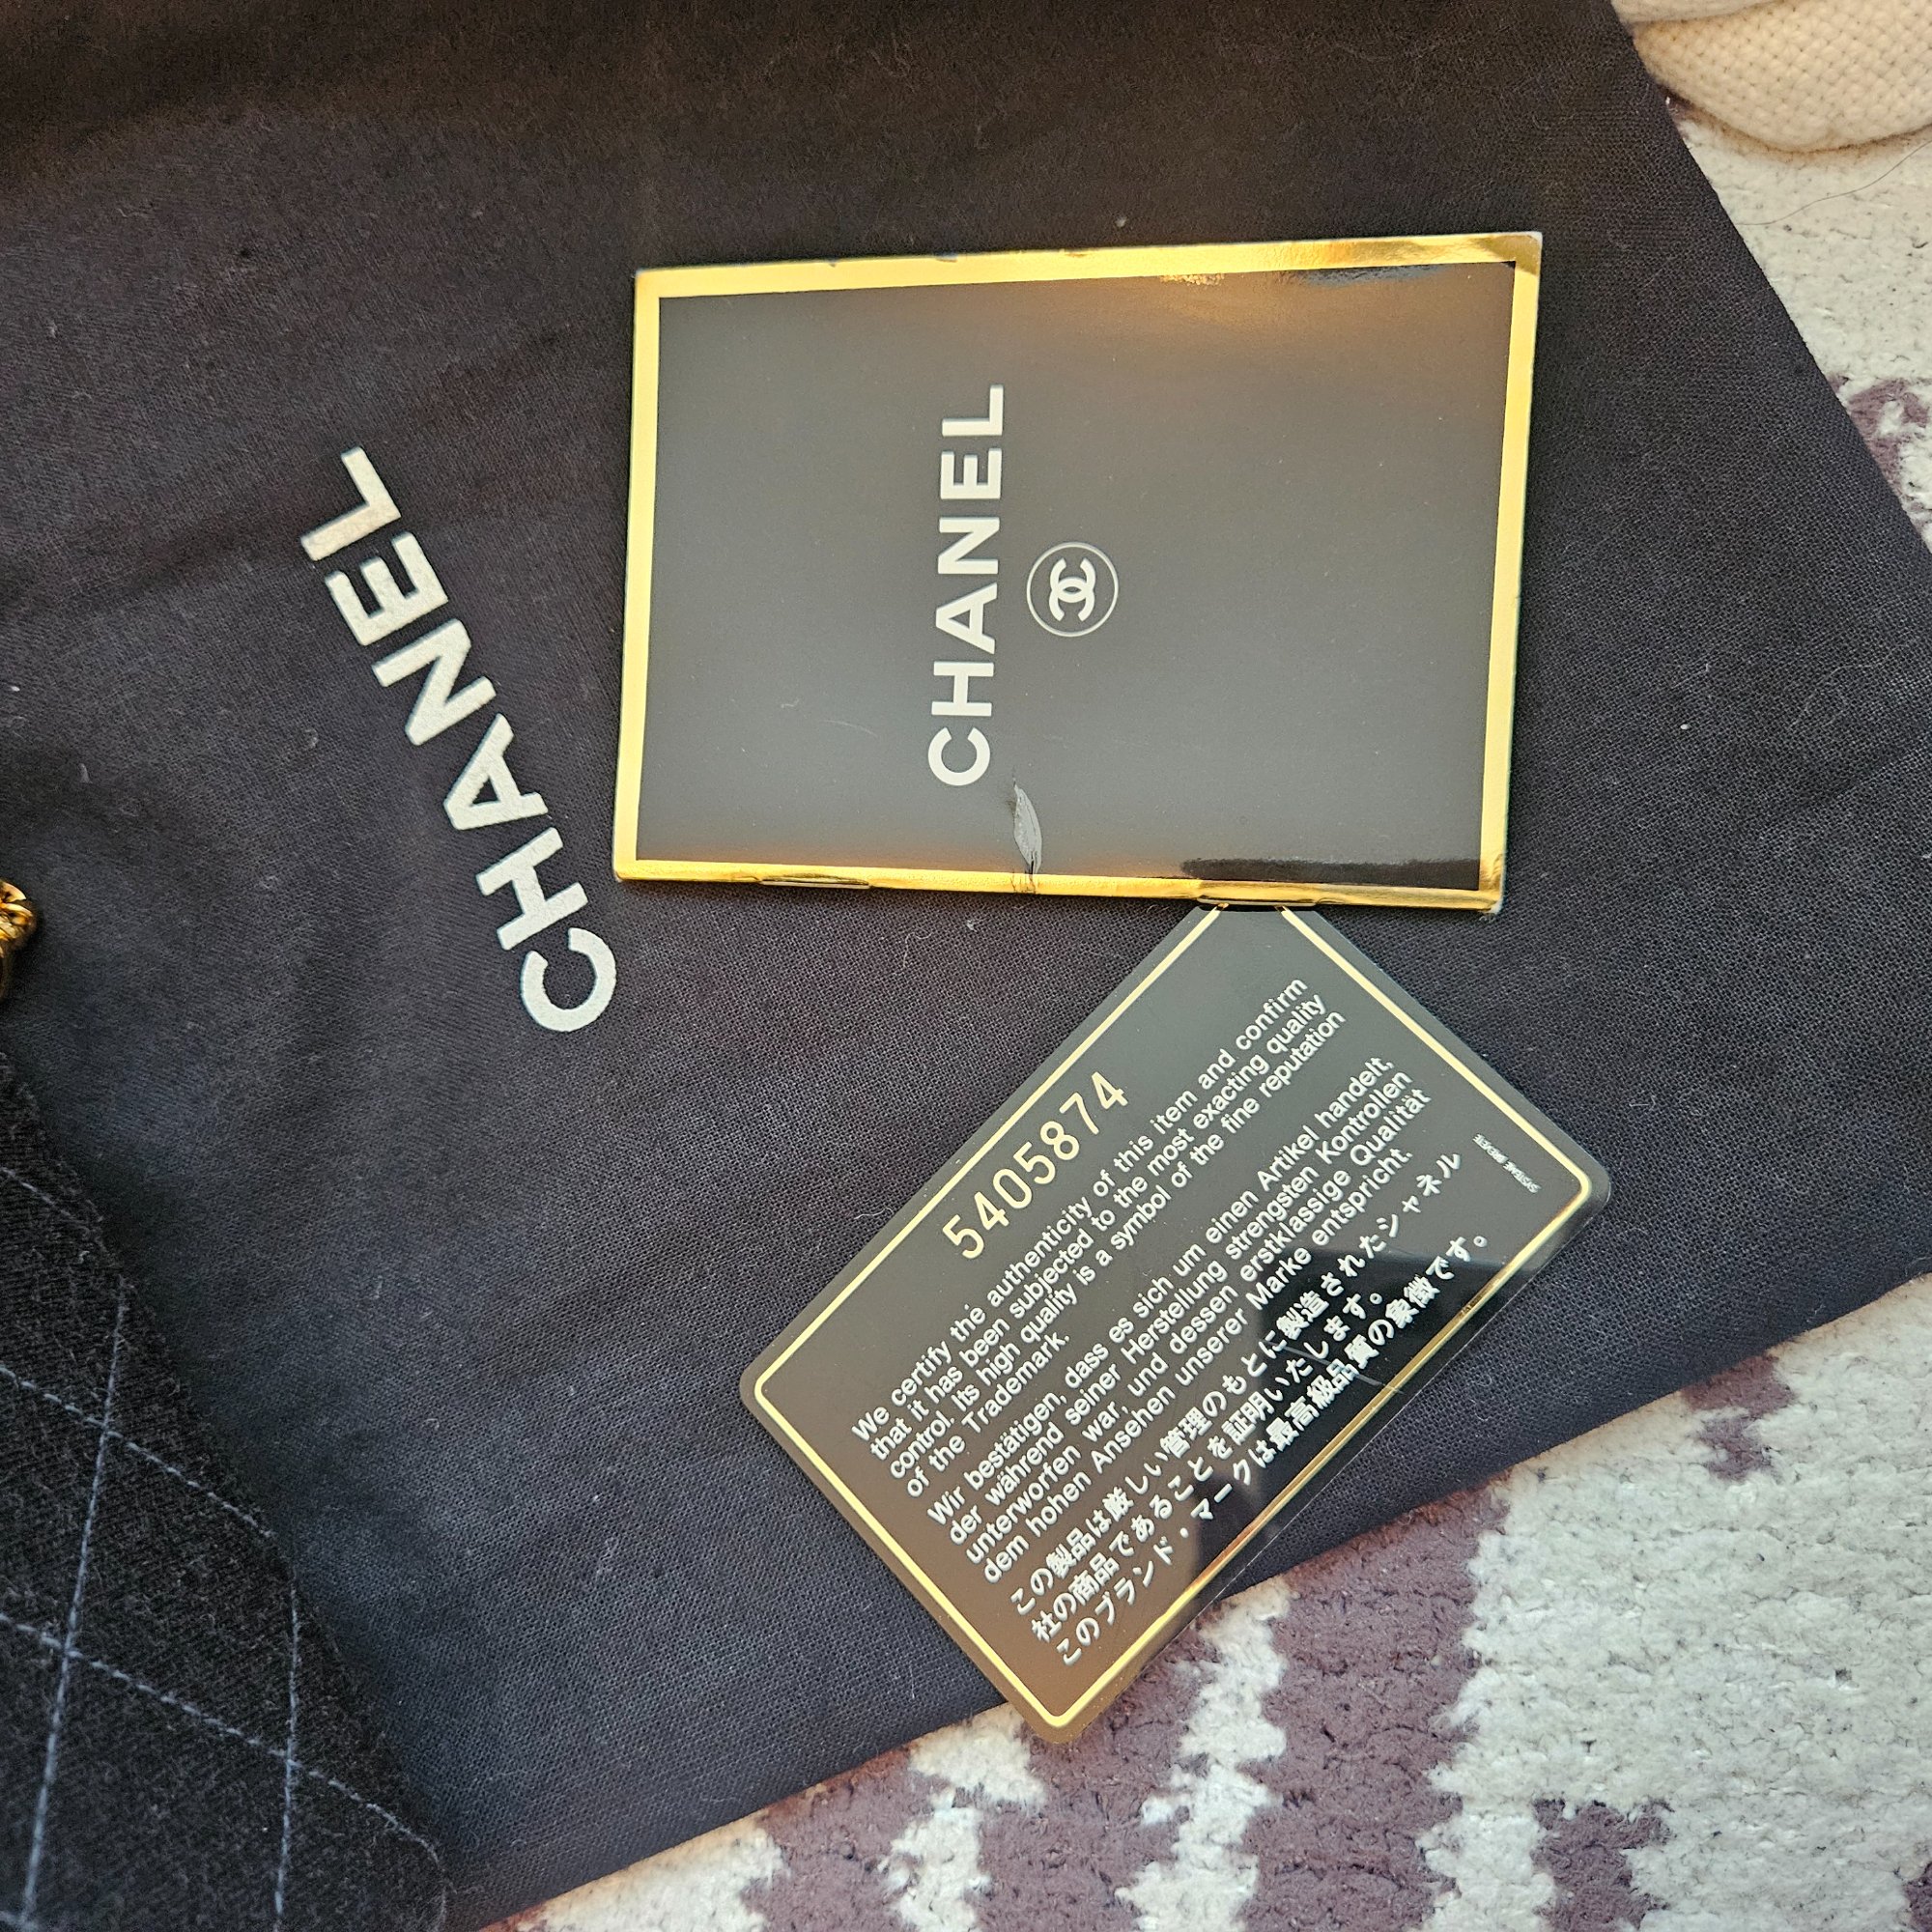 CHANEL
CHANEL
5405874
We certify the authenticity of this item and confirm
that it has been subjected to the most exacting quality
control. Its high quality is a symbol of the fine reputation
of the Trademark.
Wir bestätigen, dass es sich um einen Artikel handelt,
der während seiner Herstellung strengsten Kontrollen
unterworfen war, und dessen erstklassige Qualität
dem hohen Ansehen unserer Marke entspricht.
この製品は厳しい管理のもとに製造されたシャネル
社の商品であることを証明いたします。
このブランド・マークは最高級品質の象徴です。